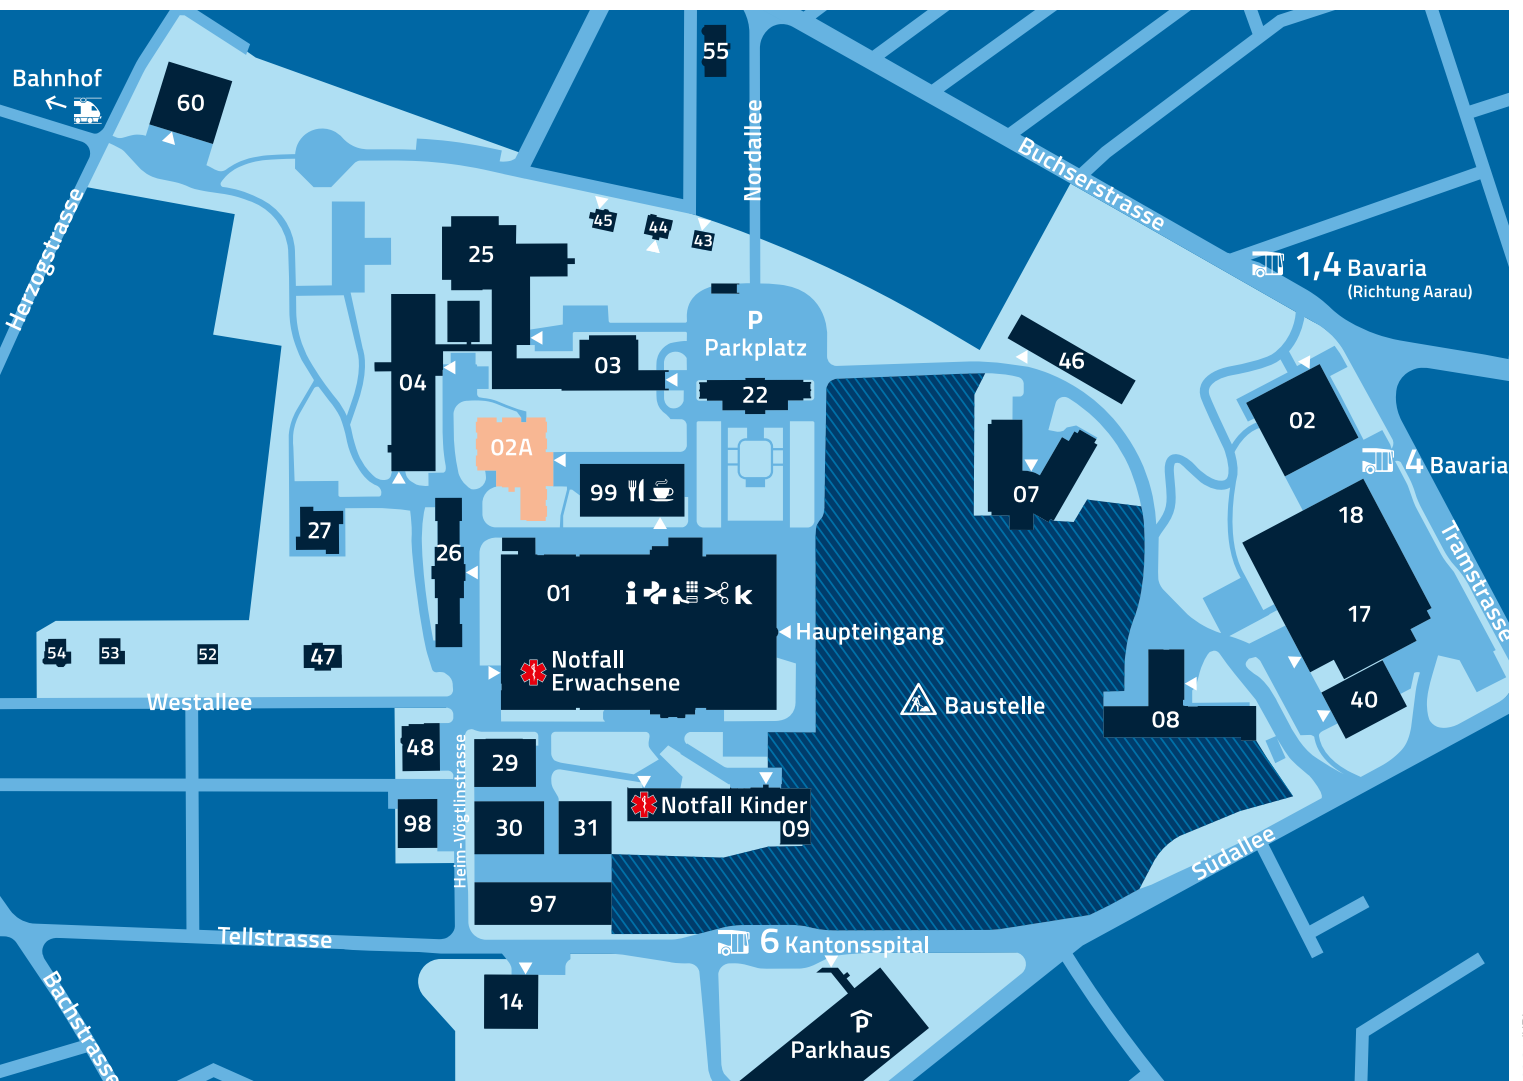 55
Bahnhof
60
Nordallee
Buchserstrasse
Herzogstrasse
45
44
43
25
1,4 Bavaria
(Richtung Aarau)
P
Parkplatz
46
03
04
22
02
02A
4 Bavaria
99
07
18
27
26
Tramstrasse
01
i
k
17
Haupteingang
54
53
52
47
Notfall
Erwachsene
Westallee
40
Baustelle
08
48
29
Heim-Vögtlinstrasse
Notfall Kinder
98
30
31
09
Südallee
97
Tellstrasse
6 Kantonsspital
14
Bachstrasse
P
Parkhaus